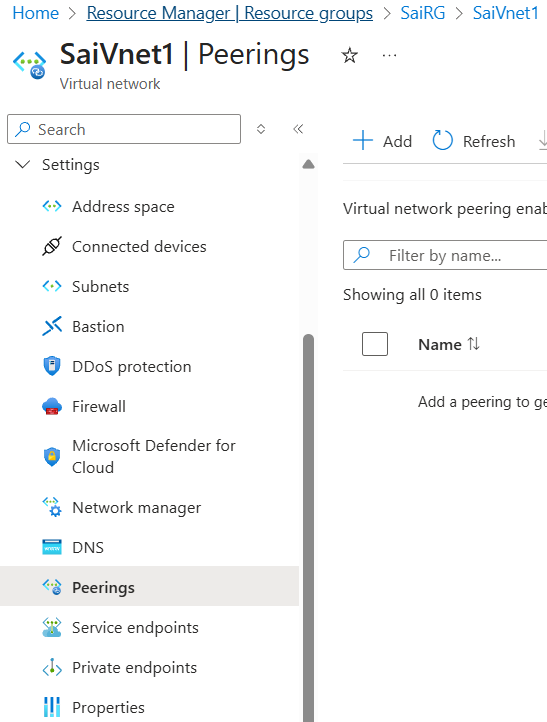 Home > Resource Manager | Resource groups > SaiRG > SaiVnet1
SaiVnet1 | Peerings
Virtual network
Search
Add
Refresh
Settings
Address space
Connected devices
Subnets
Bastion
DDoS protection
Firewall
Microsoft Defender for
Cloud
Network manager
DNS
Peerings
Service endpoints
Private endpoints
Properties
Virtual network peering enab
Filter by name...
Showing all 0 items
Name
Add a peering to ge